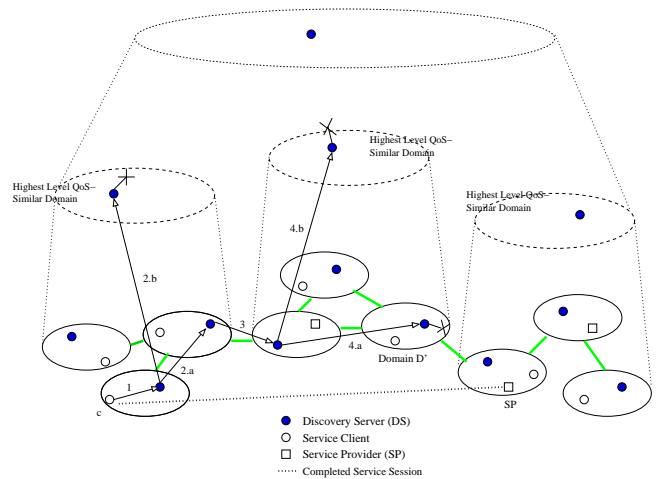 Highest Level QoS–
Similar Domain
Highest Level QoS–
Similar Domain
Highest Level QoS–
Similar Domain
4.b
2.b
3
4.a
2.a
Domain D'
1
c
SP
Discovery Server (DS)
Service Client
Service Provider (SP)
Completed Service Session